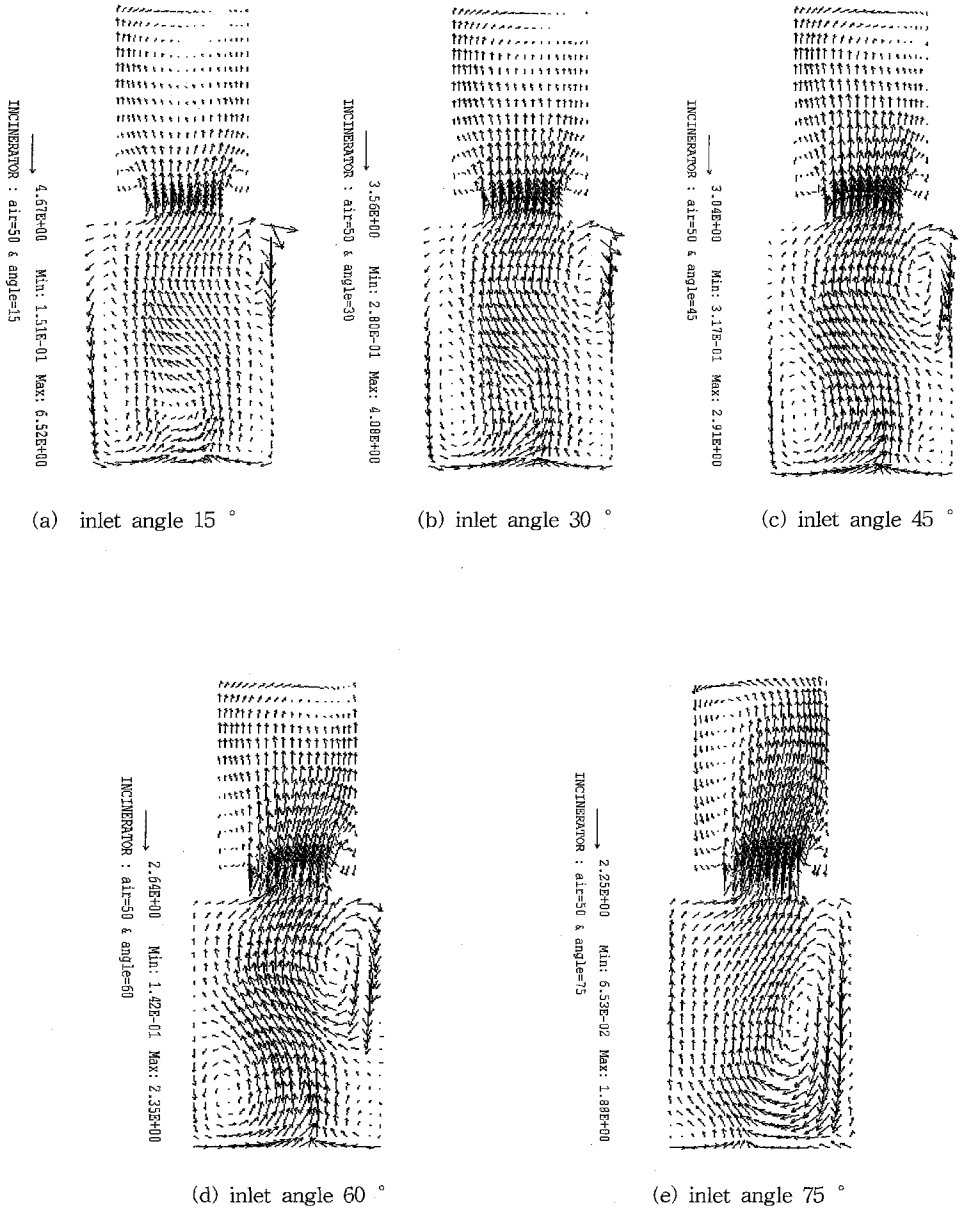 4.67E+00 Min: 1.51E-01 Max: 6.52E+00
INCINERATOR : air=50 & angle=15
3.56E+00 Min: 2.80E-01 Max: 4.08E+00
INCINERATOR : air=50 & angle=30
3.04E+00 Min: 3.17E-01 Max: 2.91E+00
INCINERATOR : air=50 & angle=45
(a) inlet angle 15 °
(b) inlet angle 30 °
(c) inlet angle 45 °
2.64E+00 Min: 1.42E-01 Max: 2.35E+00
INCINERATOR : air=50 & angle=60
2.25E+00 Min: 6.53E-02 Max: 1.88E+00
INCINERATOR : air=50 & angle=75
(d) inlet angle 60 °
(e) inlet angle 75 °